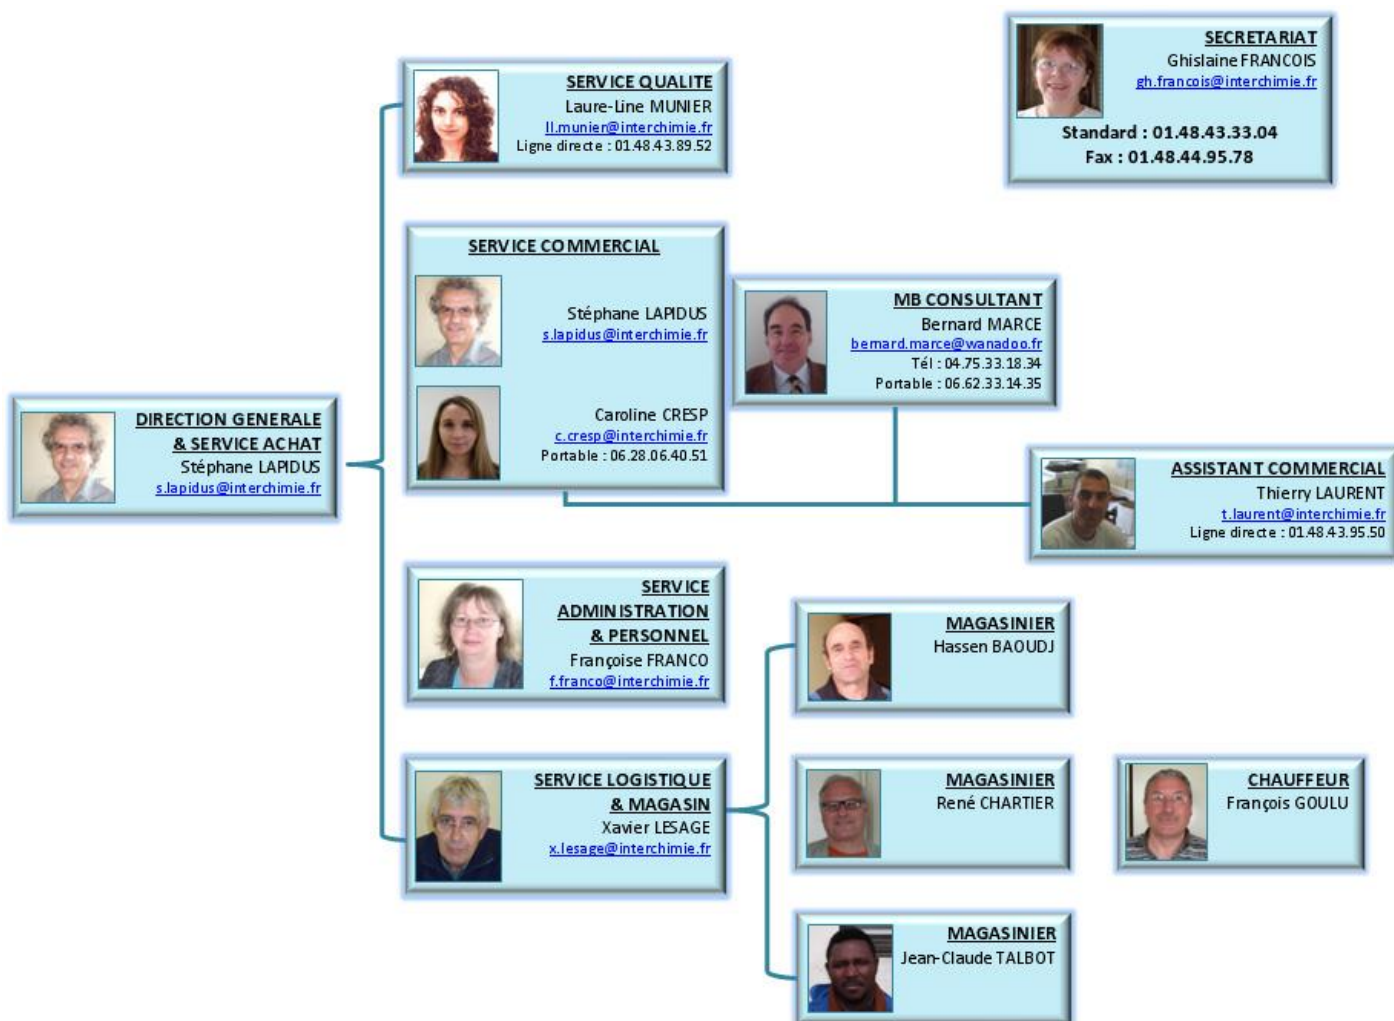 SECRETARIAT
Ghislaine FRANCOIS
gh.francois@interchimie.fr
Standard : 01.48.43.33.04
Fax : 01.48.44.95.78
SERVICE QUALITE
Laure-Line MUNIER
ll.munier@interchimie.fr
Ligne directe : 01.48.43.89.52
SERVICE COMMERCIAL
Stéphane LAPIDUS
s.lapidus@interchimie.fr
Caroline CRESP
c.cresp@interchimie.fr
Portable : 06.28.06.40.51
MB CONSULTANT
Bernard MARCE
bernard.marce@wanadoo.fr
Tél : 04.75.33.18.34
Portable : 06.62.33.14.35
DIRECTION GENERALE
& SERVICE ACHAT
Stéphane LAPIDUS
s.lapidus@interchimie.fr
ASSISTANT COMMERCIAL
Thierry LAURENT
t.laurent@interchimie.fr
Ligne directe : 01.48.43.95.50
SERVICE
ADMINISTRATION
& PERSONNEL
Françoise FRANCO
f.franco@interchimie.fr
MAGASINIER
Hassen BAOUDJ
SERVICE LOGISTIQUE
& MAGASIN
Xavier LESAGE
x.lesage@interchimie.fr
MAGASINIER
René CHARTIER
CHAUFFEUR
François GOULU
MAGASINIER
Jean-Claude TALBOT